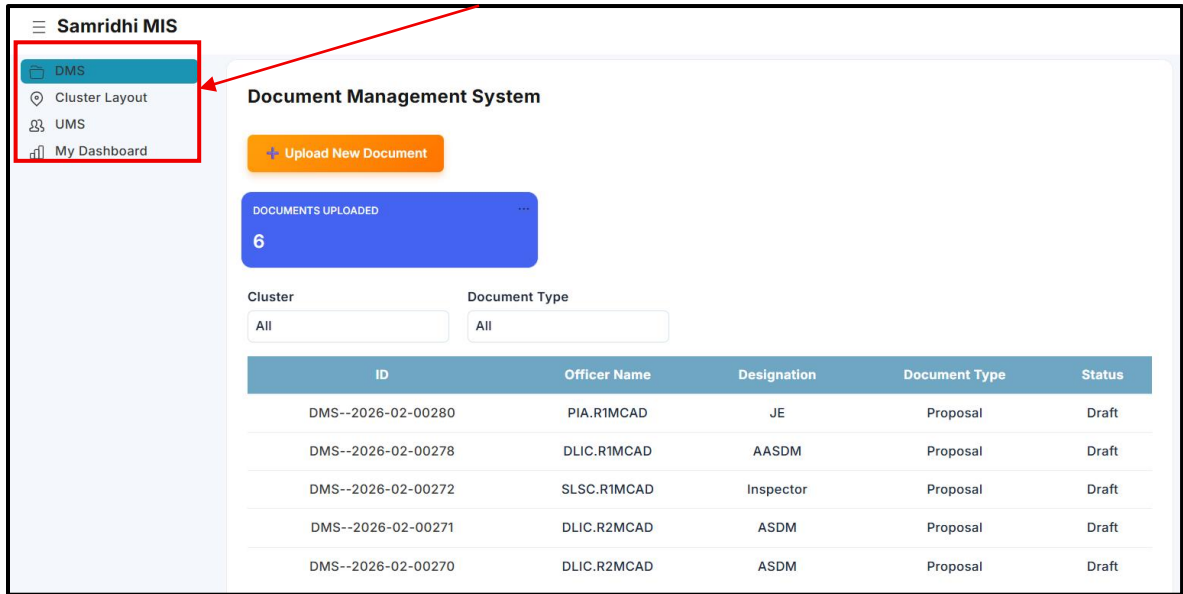 Samridhi MIS
DMS
Cluster Layout
UMS
My Dashboard
Document Management System
Upload New Document
DOCUMENTS UPLOADED ...
6
Cluster Document Type
All All
ID Officer Name Designation Document Type Status
DMS--2026-02-00280 PIA.R1MCAD JE Proposal Draft
DMS--2026-02-00278 DLIC.R1MCAD AASDM Proposal Draft
DMS--2026-02-00272 SLSC.R1MCAD Inspector Proposal Draft
DMS--2026-02-00271 DLIC.R2MCAD ASDM Proposal Draft
DMS--2026-02-00270 DLIC.R2MCAD ASDM Proposal Draft